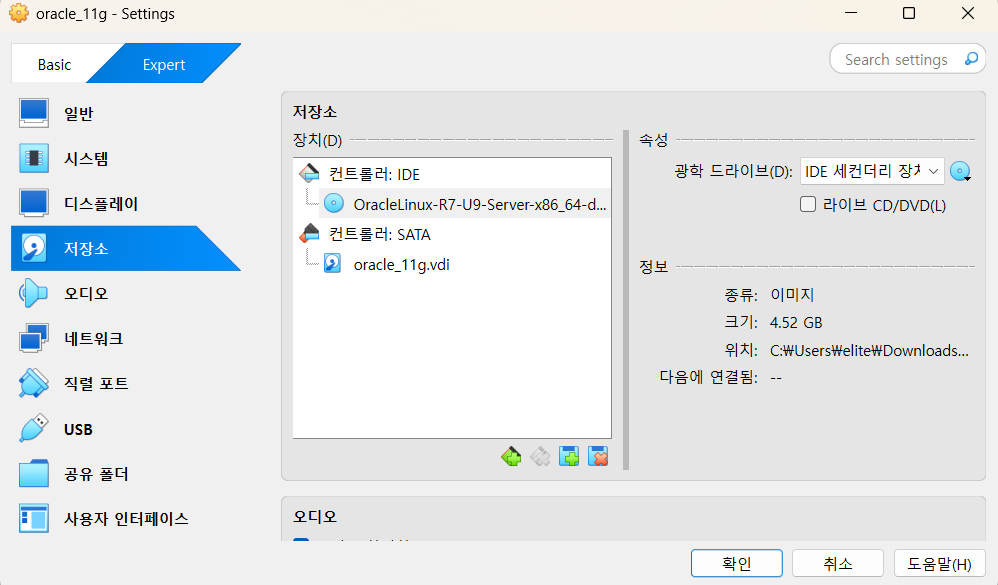 oracle_11g - Settings
Basic
Expert
Search settings
일반
시스템
디스플레이
저장소
오디오
네트워크
직렬 포트
USB
공유 폴더
사용자 인터페이스
저장소
장치(D)
컨트롤러: IDE
OracleLinux-R7-U9-Server-x86_64-d...
컨트롤러: SATA
oracle_11g.vdi
속성
광학 드라이브(D): IDE 세컨더리 장치
라이브 CD/DVD(L)
정보
종류: 이미지
크기: 4.52 GB
위치: C:₩Users₩elite₩Downloads...
다음에 연결됨: --
오디오
확인
취소
도움말(H)